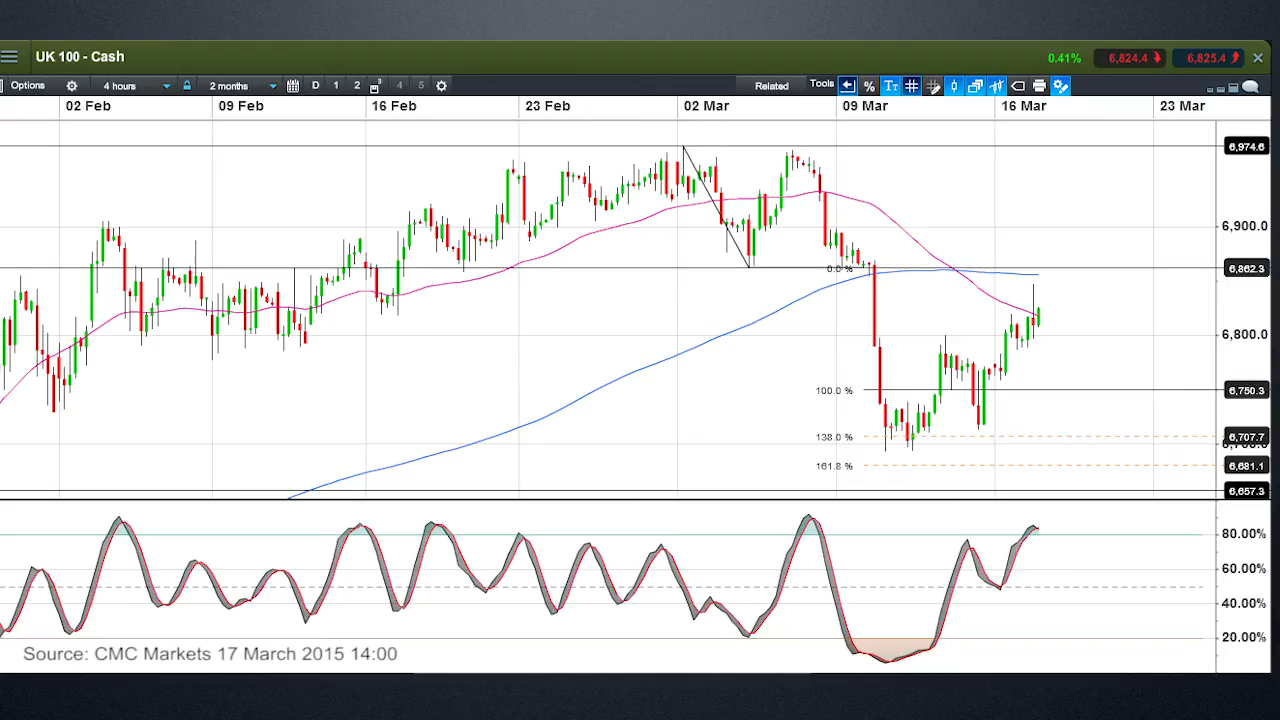 UK 100 - Cash
0.41% 6,824.4 6,825.4
Options 4 hours 2 months D 1 2 3 4 5 Related Tools %
02 Feb 09 Feb 16 Feb 23 Feb 02 Mar 09 Mar 16 Mar 23 Mar
6,974.6
6,900.0
0.0 % 6,862.3
6,800.0
100.0 % 6,750.3
138.0 % 6,707.7
161.8 % 6,681.1
6,657.3
80.00%
60.00%
40.00%
20.00%
Source: CMC Markets 17 March 2015 14:00